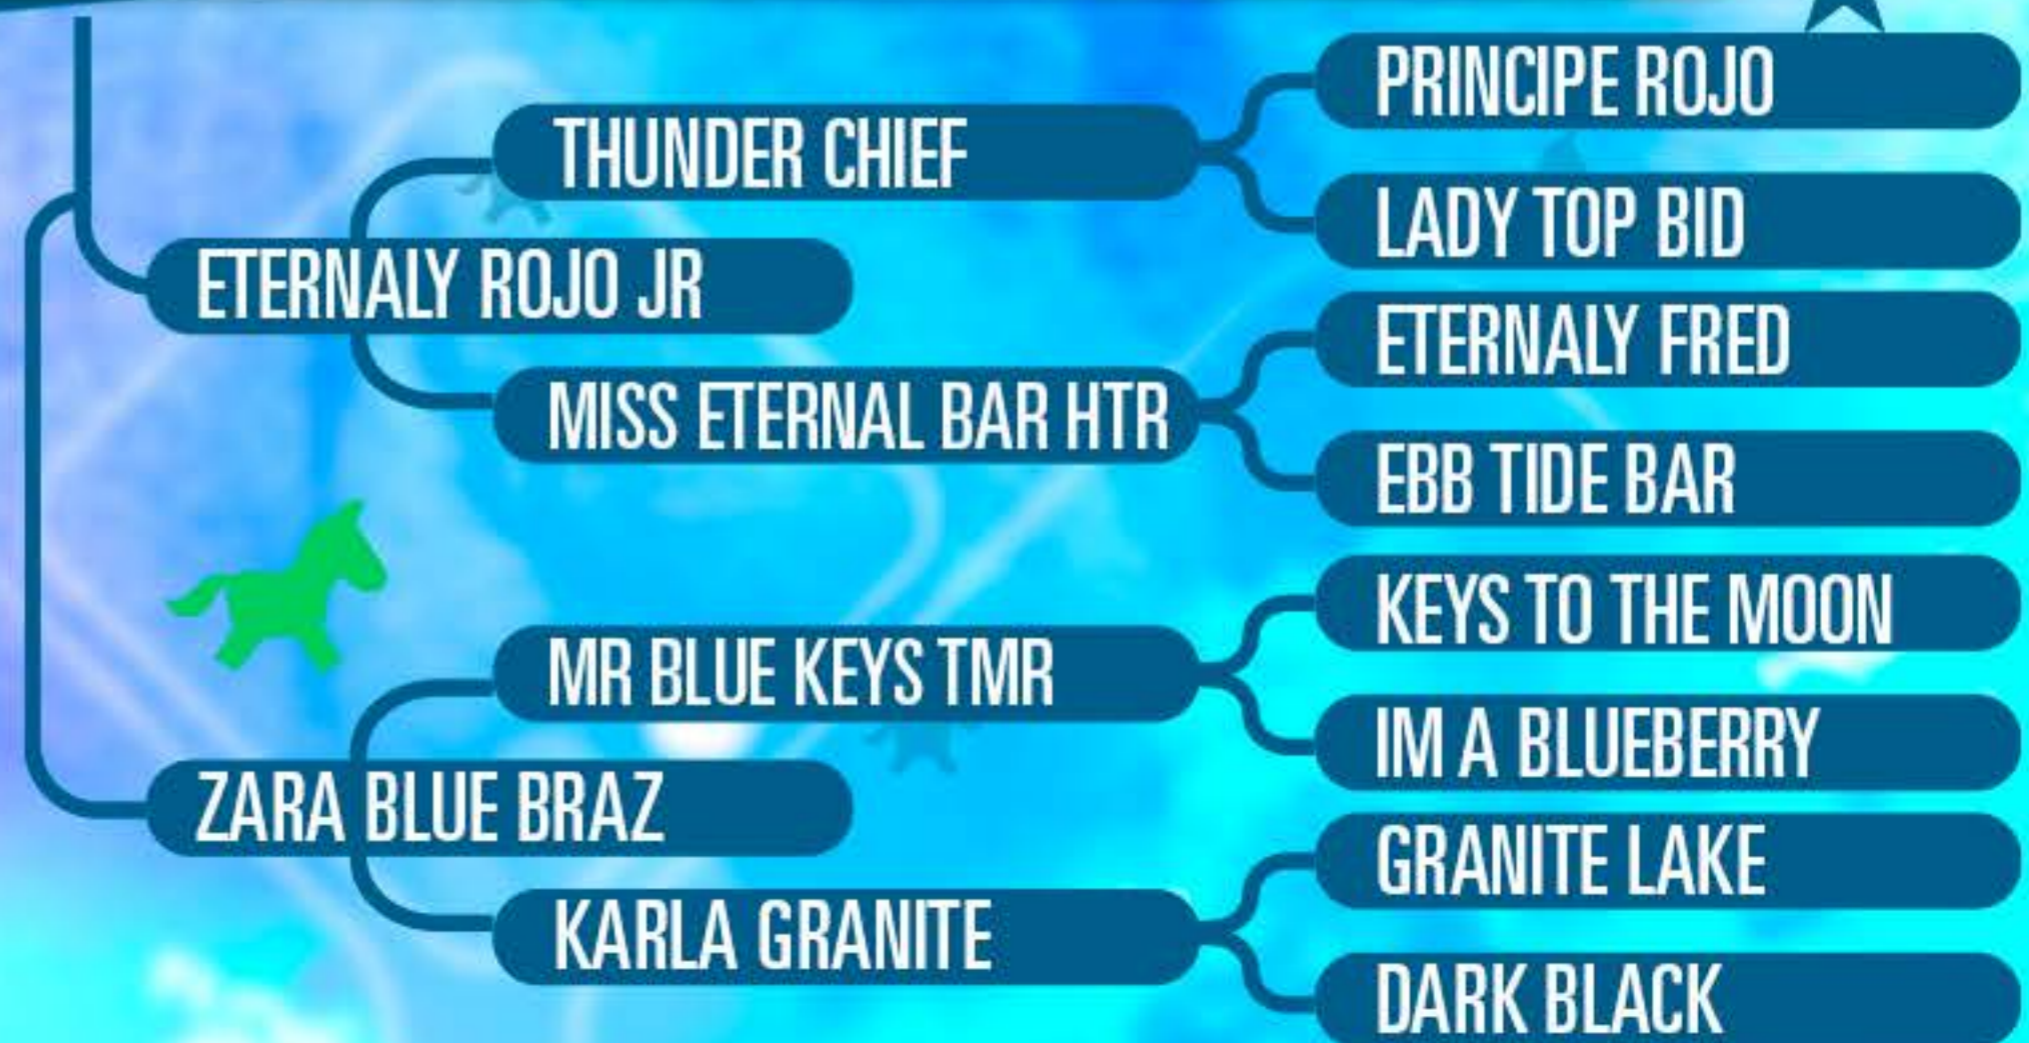 PRINCIPE ROJO
THUNDER CHIEF
LADY TOP BID
ETERNALY ROJO JR
ETERNALY FRED
MISS ETERNAL BAR HTR
EBB TIDE BAR
KEYS TO THE MOON
MR BLUE KEYS TMR
IM A BLUEBERRY
ZARA BLUE BRAZ
GRANITE LAKE
KARLA GRANITE
DARK BLACK